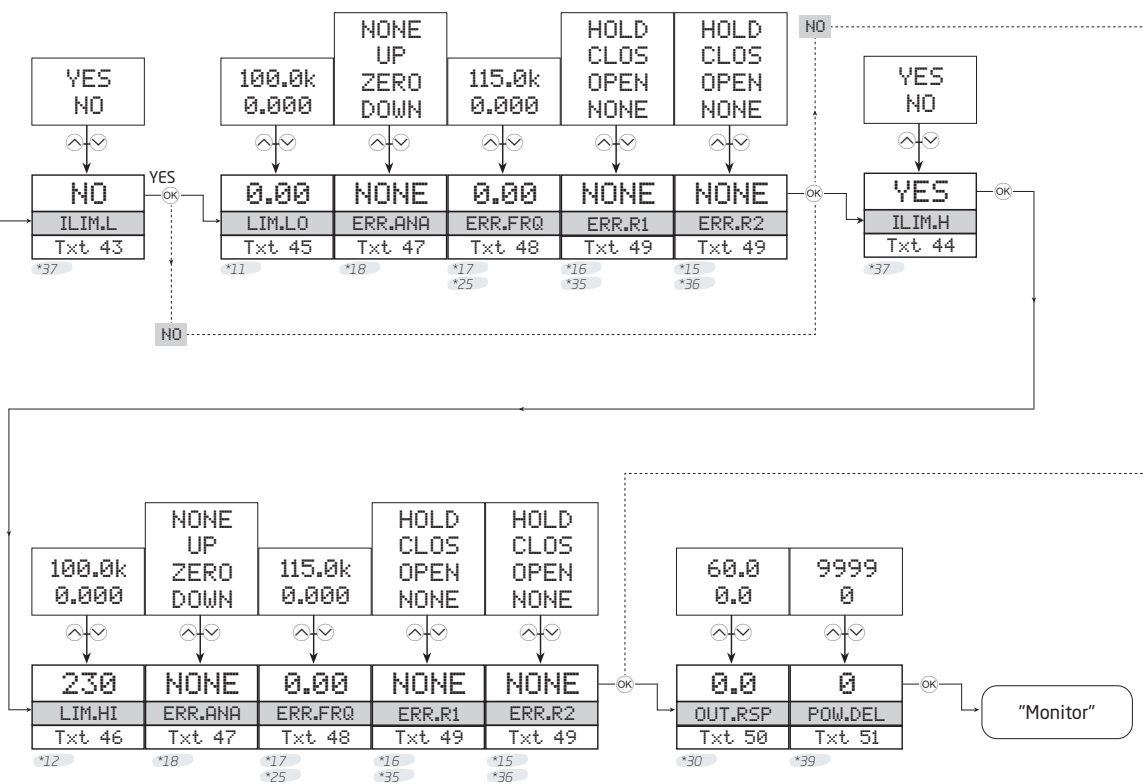 YES
NO
NO
ILIM.L
Txt 43
*37
YES
OK
NO
100.0k
0.000
0.00
LIM.LO
Txt 45
*11
NONE
UP
ZERO
DOWN
NONE
ERR.ANA
Txt 47
*18
115.0k
0.000
0.00
ERR.FRQ
Txt 48
*17
*25
HOLD
CLOS
OPEN
NONE
NONE
ERR.R1
Txt 49
*16
*35
HOLD
CLOS
OPEN
NONE
NONE
ERR.R2
Txt 49
*15
*36
NO
OK
YES
NO
YES
ILIM.H
Txt 44
*37
OK
100.0k
0.000
230
LIM.HI
Txt 46
*12
NONE
UP
ZERO
DOWN
NONE
ERR.ANA
Txt 47
*18
115.0k
0.000
0.00
ERR.FRQ
Txt 48
*17
*25
HOLD
CLOS
OPEN
NONE
NONE
ERR.R1
Txt 49
*16
*35
HOLD
CLOS
OPEN
NONE
NONE
ERR.R2
Txt 49
*15
*36
OK
60.0
0.0
0.0
OUT.RSP
Txt 50
*30
9999
0
0
POW.DEL
Txt 51
*39
OK
"Monitor"